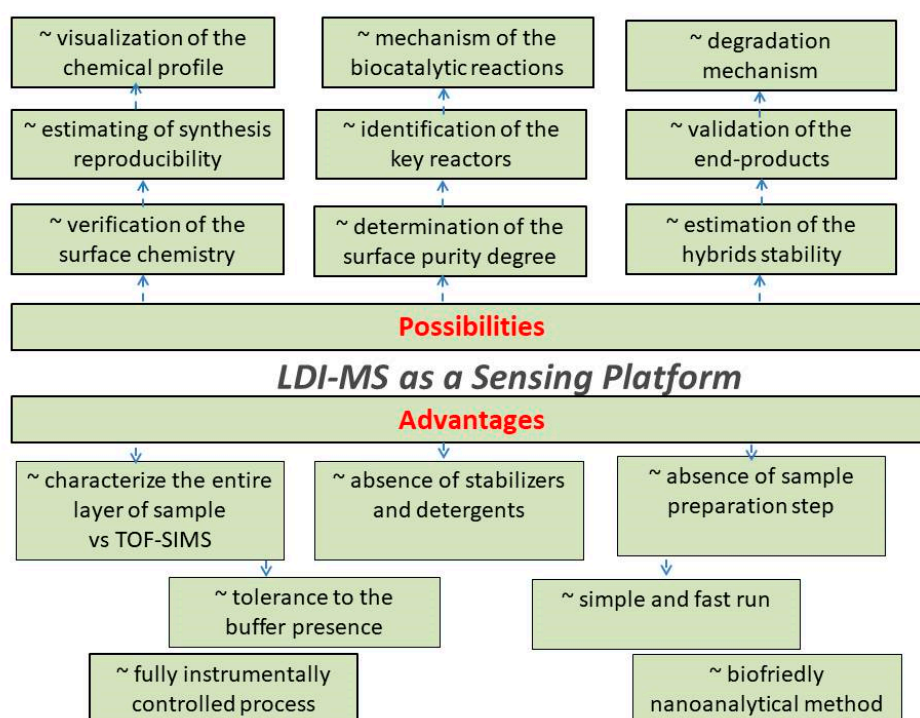 ~ visualization of the
chemical profile
~ mechanism of the
biocatalytic reactions
~ degradation
mechanism
~ estimating of synthesis
reproducibility
~ identification of the
key reactors
~ validation of the
end-products
~ verification of the
surface chemistry
~ determination of the
surface purity degree
~ estimation of the
hybrids stability
Possibilities
LDI-MS as a Sensing Platform
Advantages
~ characterize the entire
layer of sample
vs TOF-SIMS
~ absence of stabilizers
and detergents
~ absence of sample
preparation step
~ tolerance to the
buffer presence
~ simple and fast run
~ fully instrumentally
controlled process
~ biofriedly
nanoanalytical method